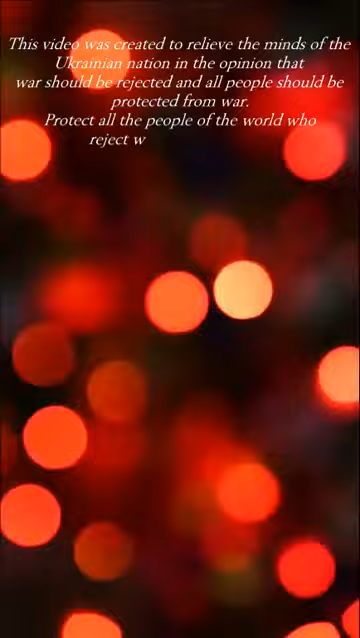 This video was created to relieve the minds of the
Ukrainian nation in the opinion that
war should be rejected and all people should be
protected from war.
Protect all the people of the world who
reject w